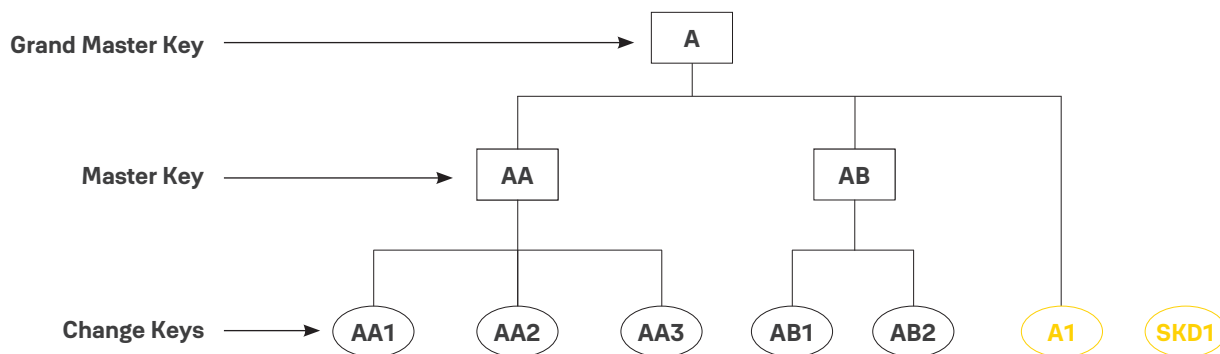 Grand Master Key
A
Master Key
AA
AB
Change Keys
AA1
AA2
AA3
AB1
AB2
A1
SKD1